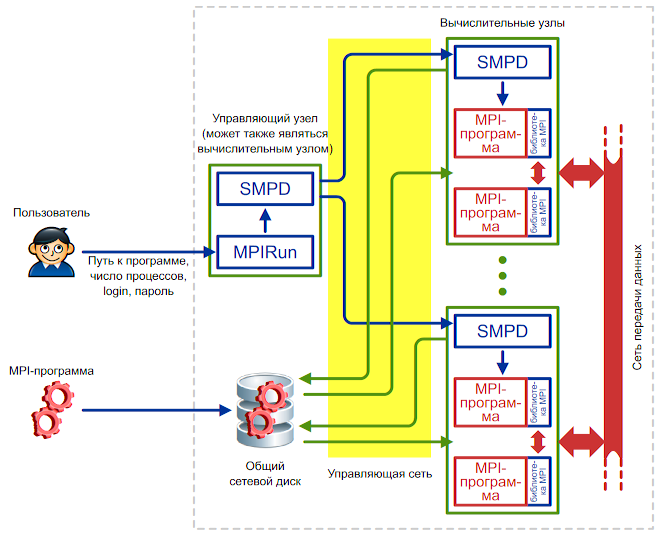 Вычислительные узлы
SMPD
MPI-
програм-
ма
библиоте-
ка MPI
MPI-
програм-
ма
библиоте-
ка MPI
Управляющий узел
(может также являться
вычислительным узлом)
SMPD
MPIRun
Пользователь
Путь к программе,
число процессов,
login, пароль
SMPD
MPI-
програм-
ма
библиоте-
ка MPI
MPI-
програм-
ма
библиоте-
ка MPI
MPI-программа
Общий
сетевой диск
Управляющая сеть
Сеть передачи данных